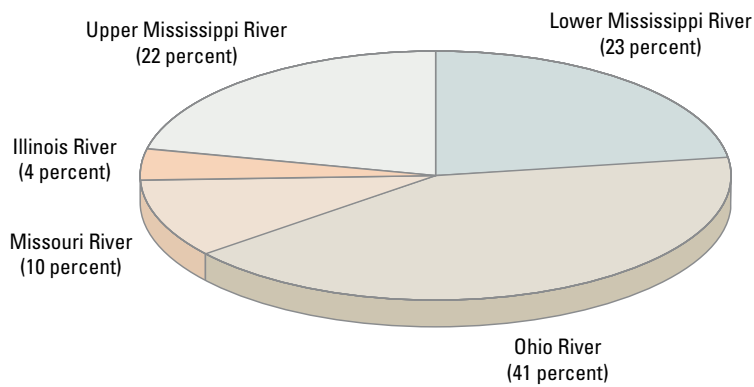 Upper Mississippi River
(22 percent)
Lower Mississippi River
(23 percent)
Illinois River
(4 percent)
Missouri River
(10 percent)
Ohio River
(41 percent)